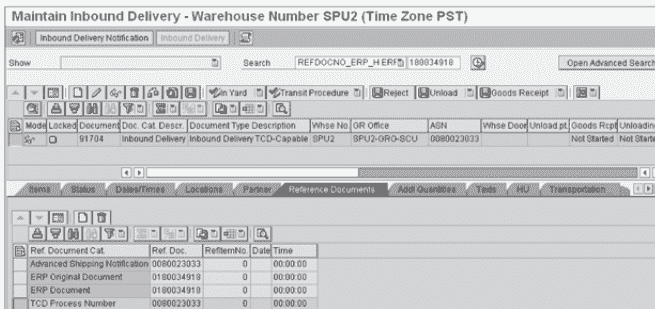 Maintain Inbound Delivery - Warehouse Number SPU2 (Time Zone PST)
Inbound Delivery Notification Inbound Delivery
Show Search REFDOCNO_ERP_H ERP 180034918 Open Advanced Search
In Yard Transit Procedure Reject Unload Goods Receipt
Mode Locked Document Doc. Cat. Descr. Document Type Description Whse No. GR Office ASN Whse Door Unload pt. Goods Rcpt Unloading
91704 Inbound Delivery Inbound Delivery TCD-Capable SPU2 SPU2-GRO-SCU 0080023033 Not Started Not Starte
Items Status Dates/Times Locations Partner Reference Documents Addl Quantities Texts HU Transportation
Ref. Document Cat. Ref. Doc. RefItemNo. Date Time
Advanced Shipping Notification 0080023033 0 00:00:00
ERP Original Document 0180034918 0 00:00:00
ERP Document 0180034918 0 00:00:00
TCD Process Number 0080023033 0 00:00:00